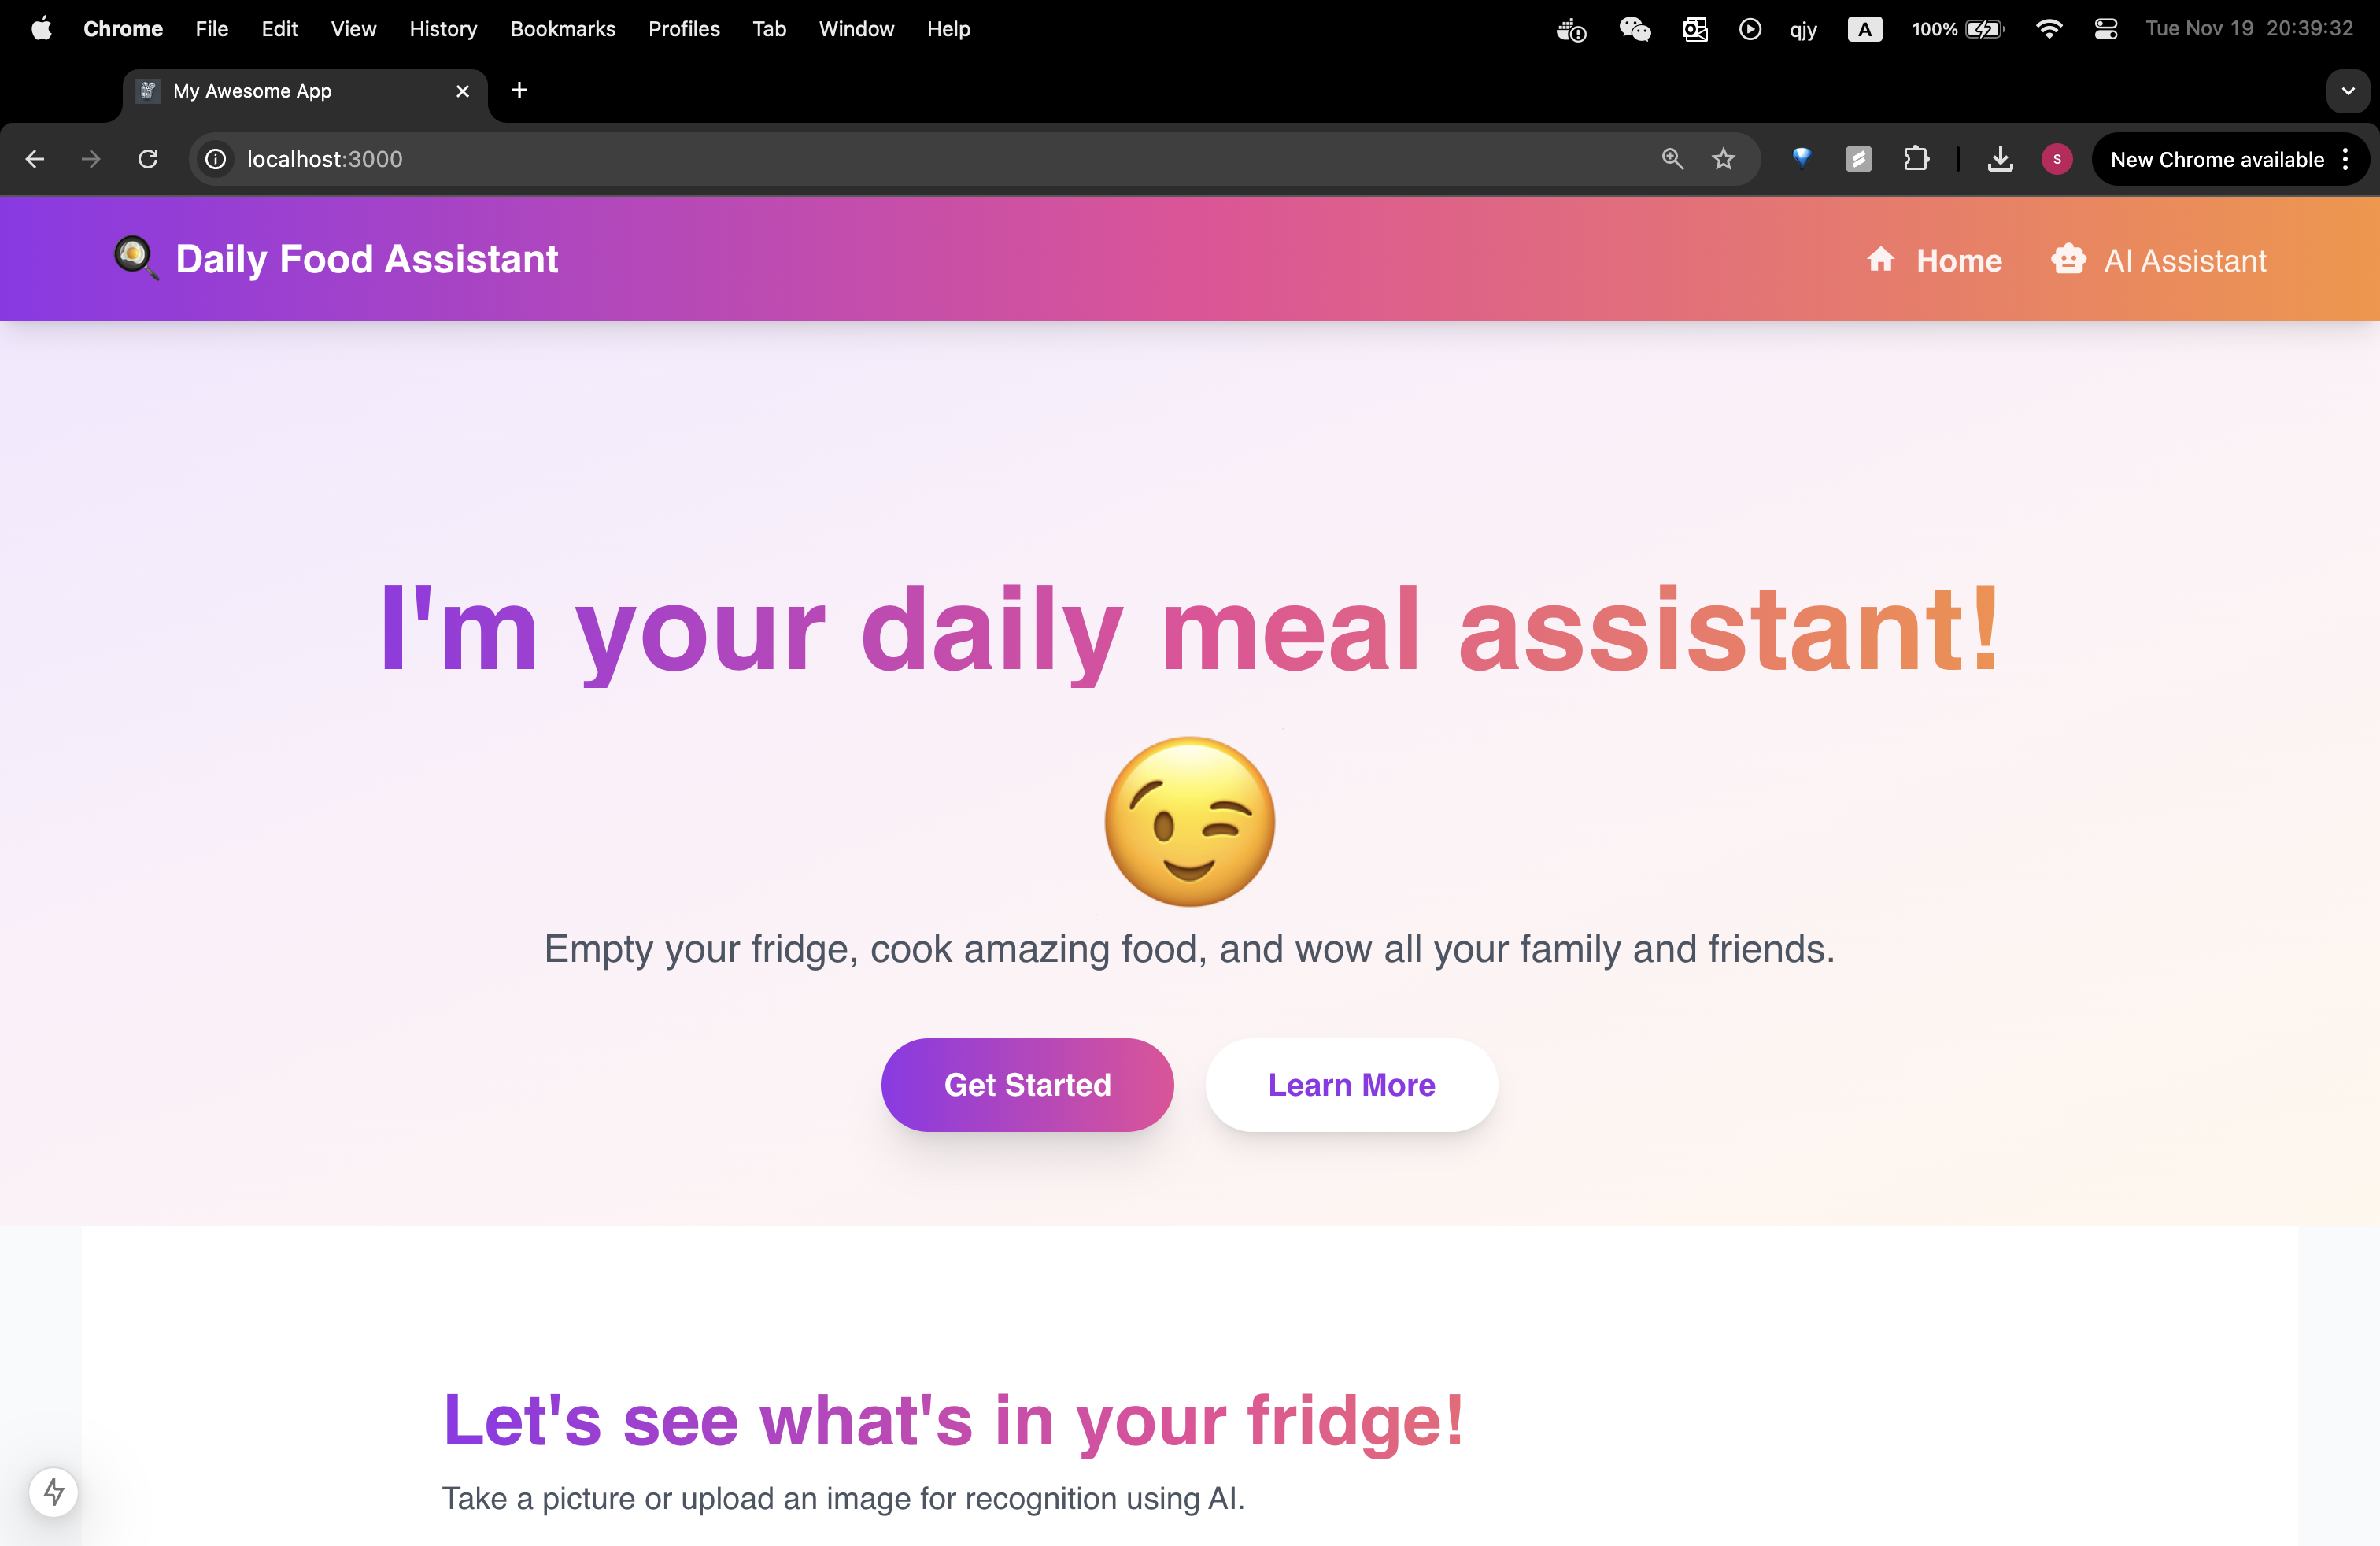 Chrome File Edit View History Bookmarks Profiles Tab Window Help qjy A 100% Tue Nov 19 20:39:32
My Awesome App
localhost:3000 S New Chrome available
Daily Food Assistant Home AI Assistant
I'm your daily meal assistant!
Empty your fridge, cook amazing food, and wow all your family and friends.
Get Started Learn More
Let's see what's in your fridge!
Take a picture or upload an image for recognition using AI.